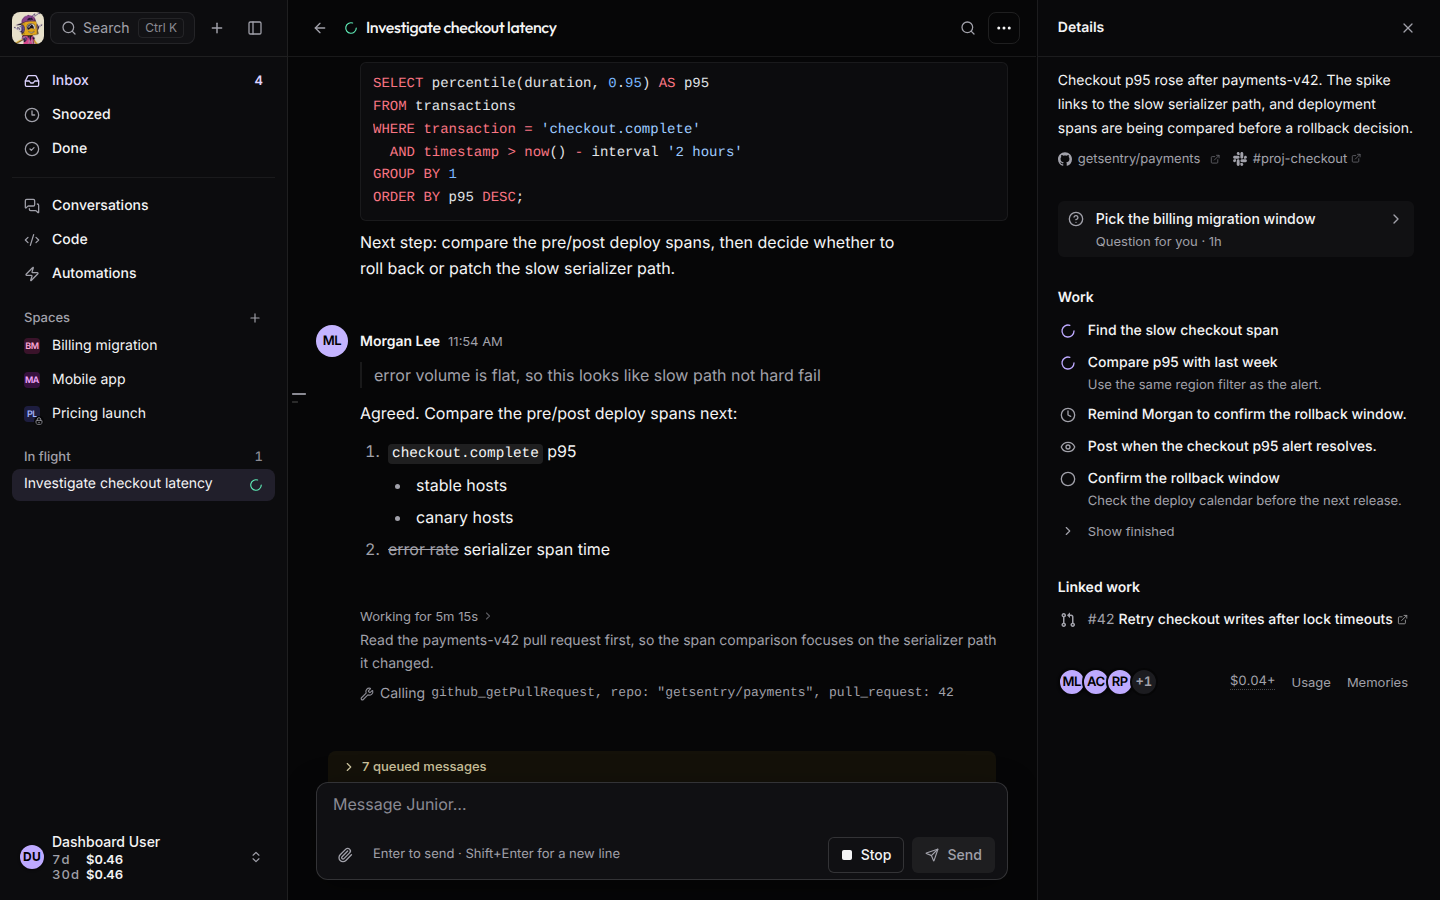 Search Ctrl K
Inbox 4
Snoozed
Done
Conversations
Code
Automations
Spaces
BM Billing migration
MA Mobile app
PL Pricing launch
In flight 1
Investigate checkout latency
DU Dashboard User
7d $0.46
30d $0.46
Investigate checkout latency
SELECT percentile(duration, 0.95) AS p95
FROM transactions
WHERE transaction = 'checkout.complete'
AND timestamp > now() - interval '2 hours'
GROUP BY 1
ORDER BY p95 DESC;
Next step: compare the pre/post deploy spans, then decide whether to
roll back or patch the slow serializer path.
ML Morgan Lee 11:54 AM
error volume is flat, so this looks like slow path not hard fail
Agreed. Compare the pre/post deploy spans next:
1. checkout.complete p95
• stable hosts
• canary hosts
2. error rate serializer span time
Working for 5m 15s
Read the payments-v42 pull request first, so the span comparison focuses on the serializer path
it changed.
Calling github_getPullRequest, repo: "getsentry/payments", pull_request: 42
7 queued messages
Message Junior...
Enter to send · Shift+Enter for a new line
Stop
Send
Details
Checkout p95 rose after payments-v42. The spike
links to the slow serializer path, and deployment
spans are being compared before a rollback decision.
getsentry/payments #proj-checkout
Pick the billing migration window
Question for you · 1h
Work
Find the slow checkout span
Compare p95 with last week
Use the same region filter as the alert.
Remind Morgan to confirm the rollback window.
Post when the checkout p95 alert resolves.
Confirm the rollback window
Check the deploy calendar before the next release.
Show finished
Linked work
#42 Retry checkout writes after lock timeouts
ML AC RP +1 $0.04+ Usage Memories